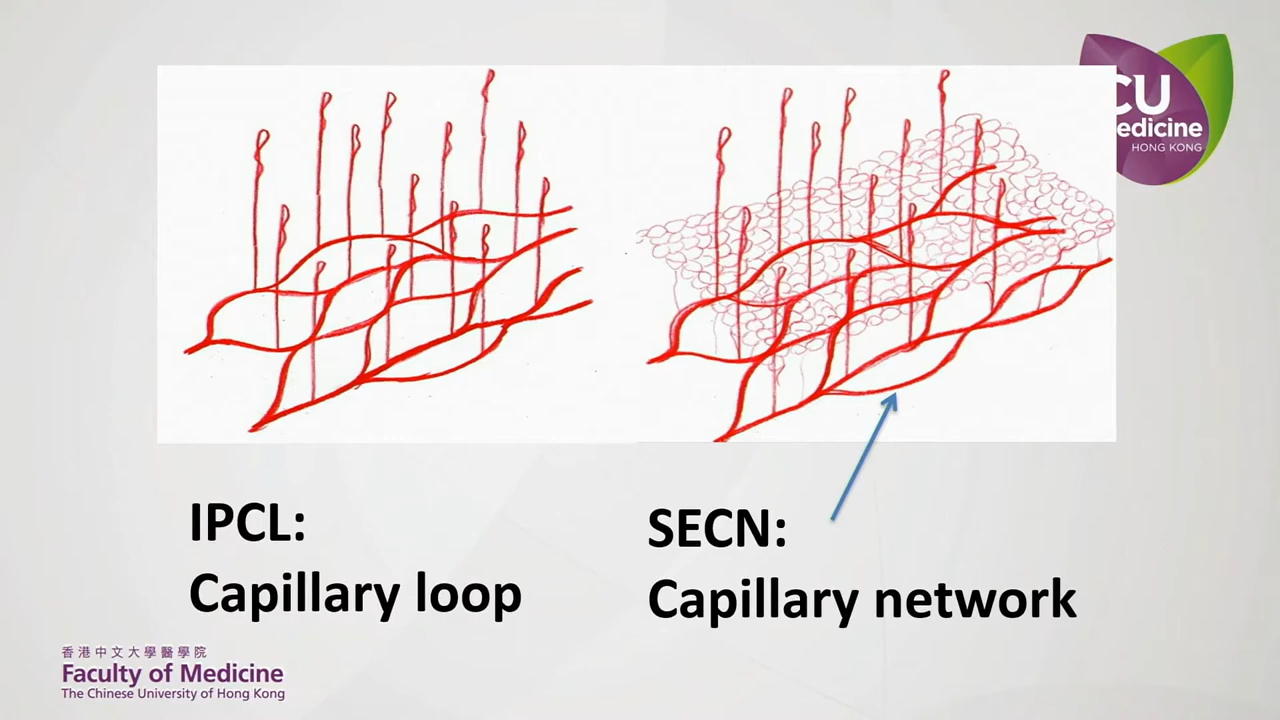 CU
edicine
HONG KONG
IPCL:
Capillary loop
SECN:
Capillary network
香港中文大學醫學院
Faculty of Medicine
The Chinese University of Hong Kong